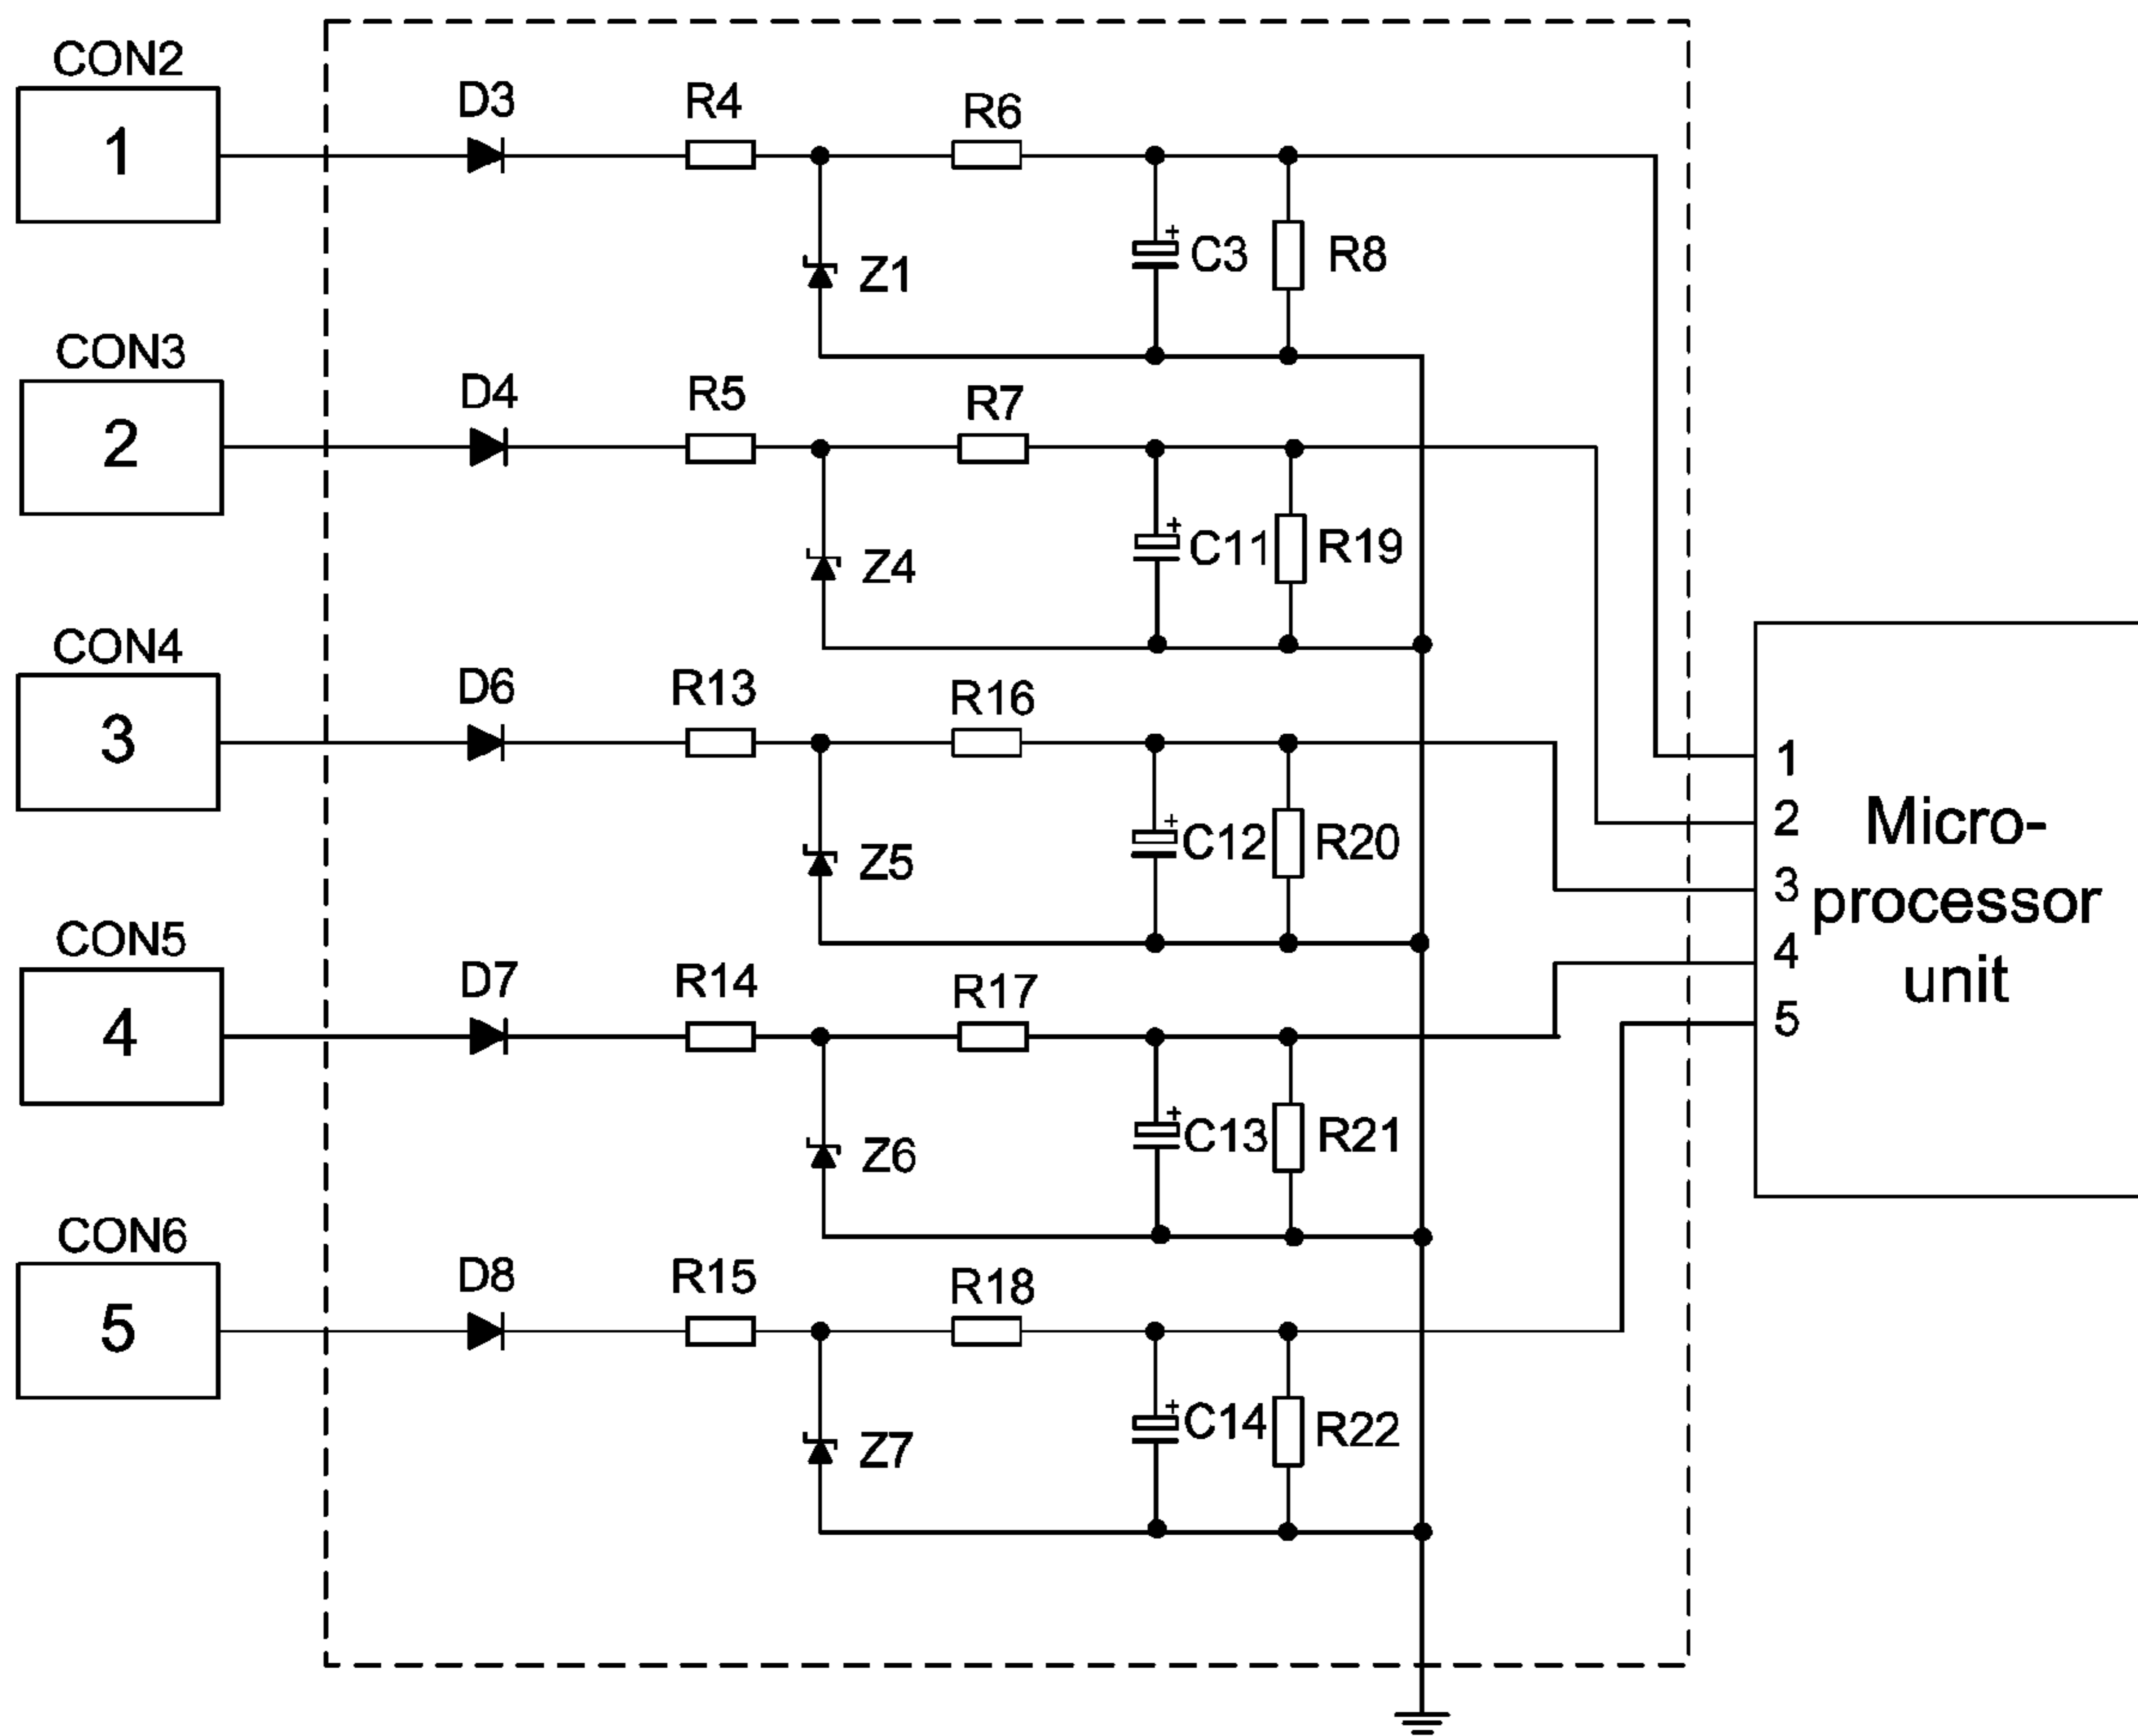 CON2
1
D3
R4
R6
Z1
+
C3
R8
CON3
2
D4
R5
R7
Z4
+
C11
R19
CON4
3
D6
R13
R16
Z5
+
C12
R20
CON5
4
D7
R14
R17
Z6
+
C13
R21
CON6
5
D8
R15
R18
Z7
+
C14
R22
1
2
3
4
5
Micro-
processor
unit